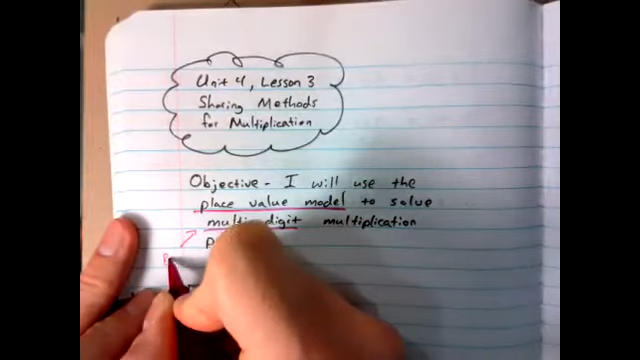 Unit 4, Lesson 3
Sharing Methods
for Multiplication
Objective - I will use the
place value model to solve
multi-digit multiplication